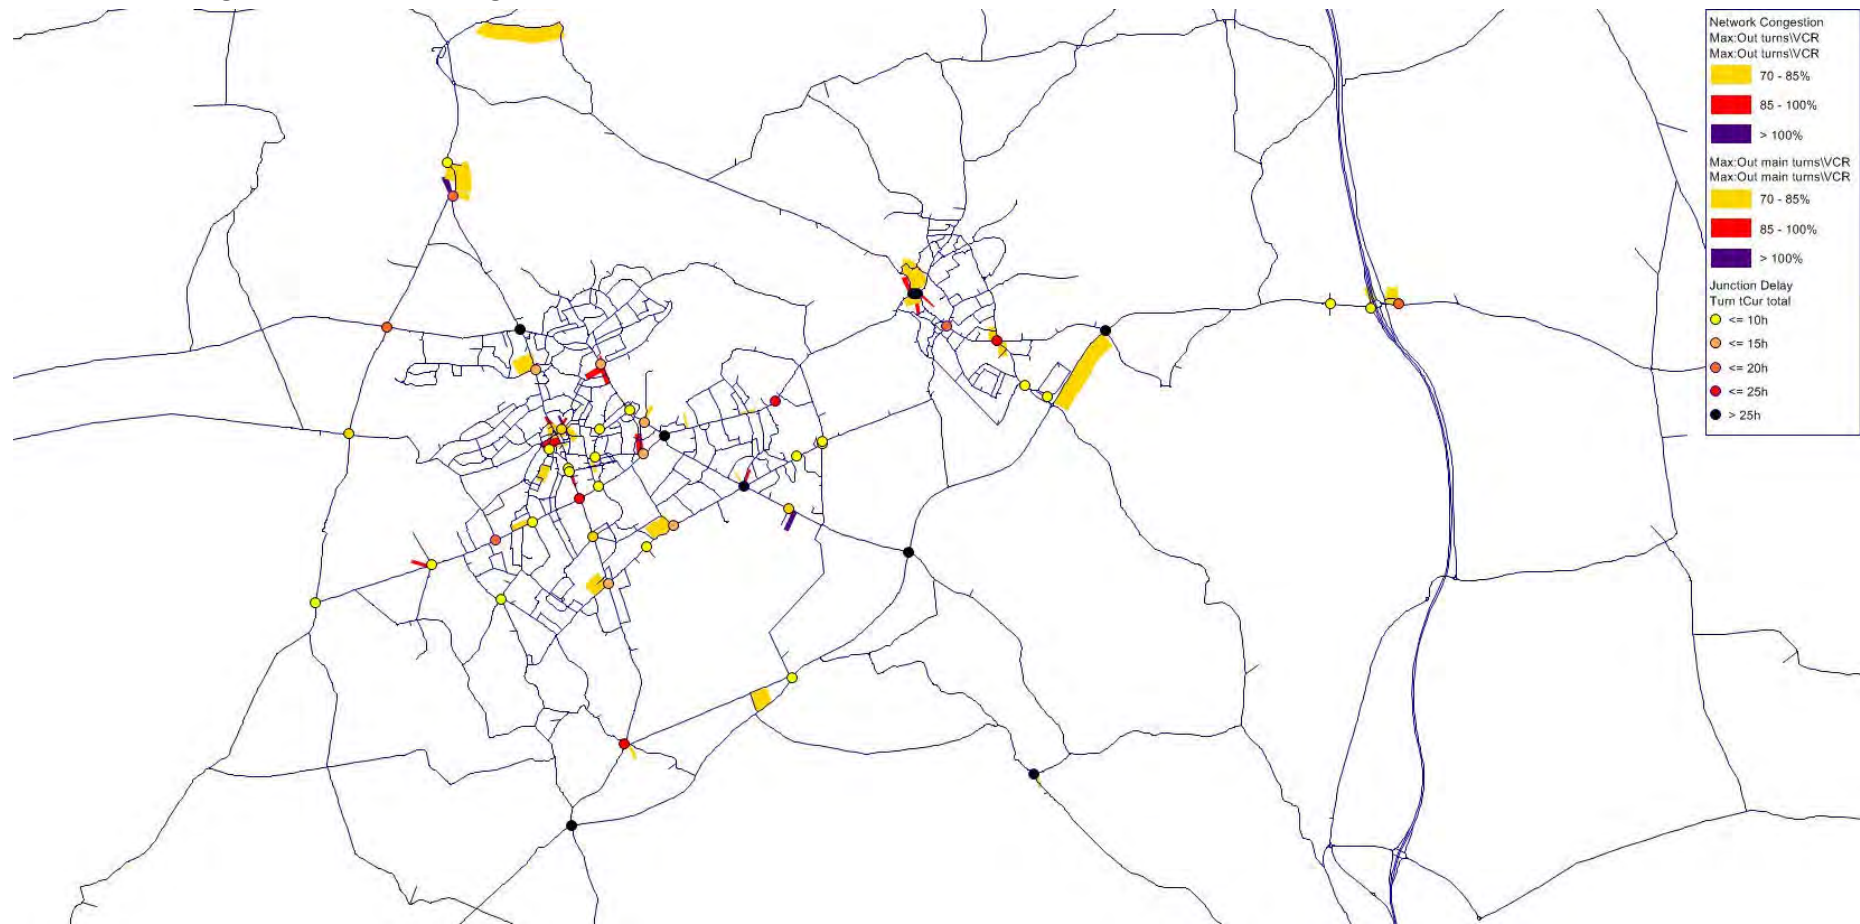 Network Congestion
Max:Out turns\VCR
Max:Out turns\VCR
70 - 85%
85 - 100%
> 100%
Max:Out main turns\VCR
Max:Out main turns\VCR
70 - 85%
85 - 100%
> 100%
Junction Delay
Turn tCur total
<= 10h
<= 15h
<= 20h
<= 25h
> 25h